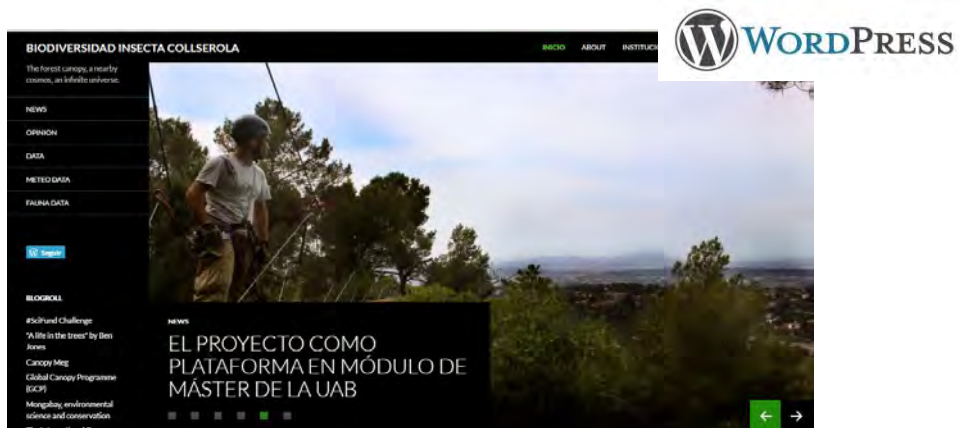 WORDPRESS
BIODIVERSIDAD INSECTA COLLSEROLA
INICIO ABOUT
The forest canopy, a nearby
cosmos, an infinite universe.
NEWS
OPINION
DATA
METEO DATA
FAUNA DATA
Seguir
BLOGROLL
#SciFund Challenge
"A life in the trees" by Ben
Jones
Canopy Meg
Global Canopy Programme
(GCP)
Mongabay, environmental
science and conservation
NEWS
EL PROYECTO COMO
PLATAFORMA EN MÓDULO DE
MÁSTER DE LA UAB